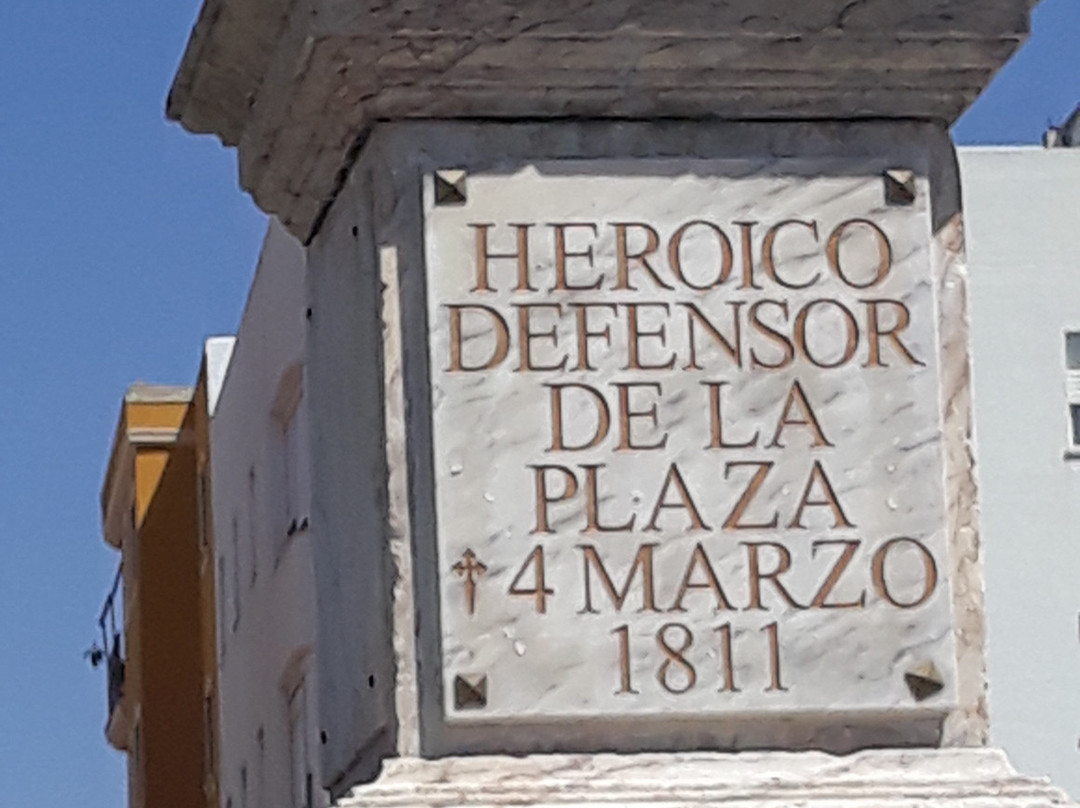 HEROICO
DEFENSOR
DE LA
PLAZA
† 4 MARZO
1811